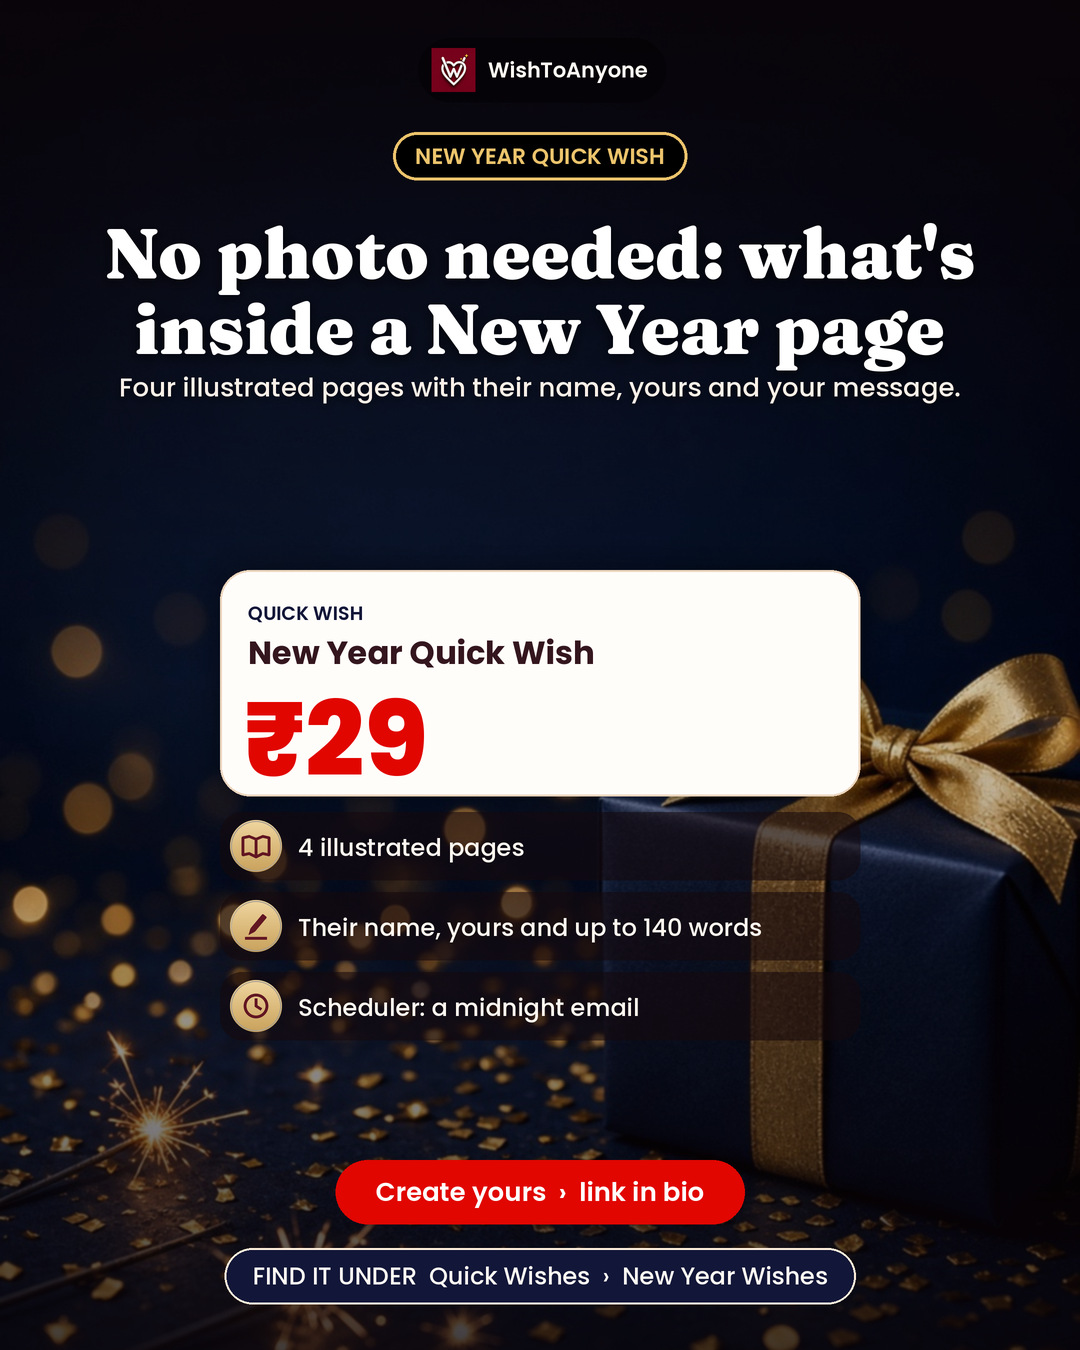 WishToAnyone
NEW YEAR QUICK WISH
No photo needed: what's
inside a New Year page
Four illustrated pages with their name, yours and your message.
QUICK WISH
New Year Quick Wish
₹29
4 illustrated pages
Their name, yours and up to 140 words
Scheduler: a midnight email
Create yours › link in bio
FIND IT UNDER Quick Wishes › New Year Wishes